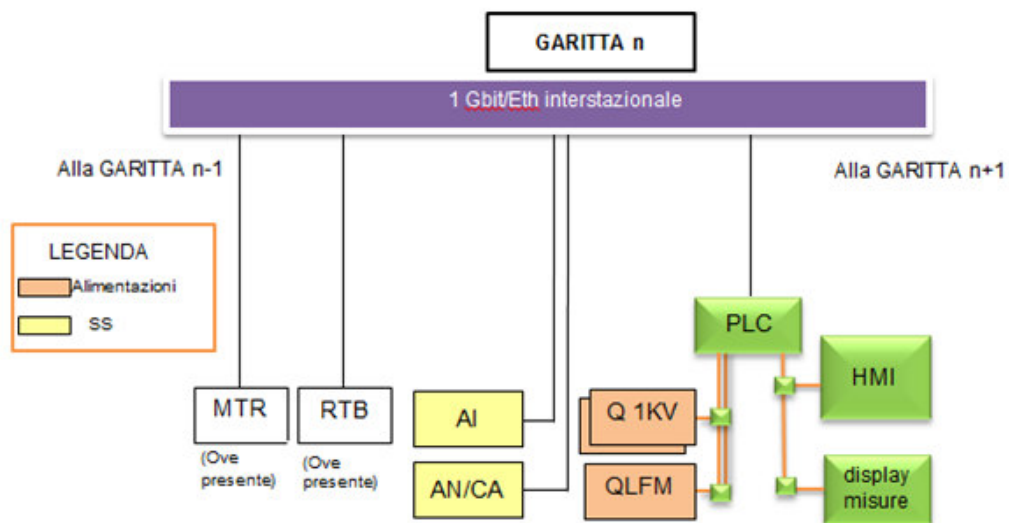 GARITTA n
1 Gbit/Eth interstazionale
Alla GARITTA n-1
Alla GARITTA n+1
LEGENDA
Alimentazioni
SS
PLC
HMI
MTR
RTB
AI
Q 1KV
(Ove
presente)
(Ove
presente)
AN/CA
QLFM
display
misure